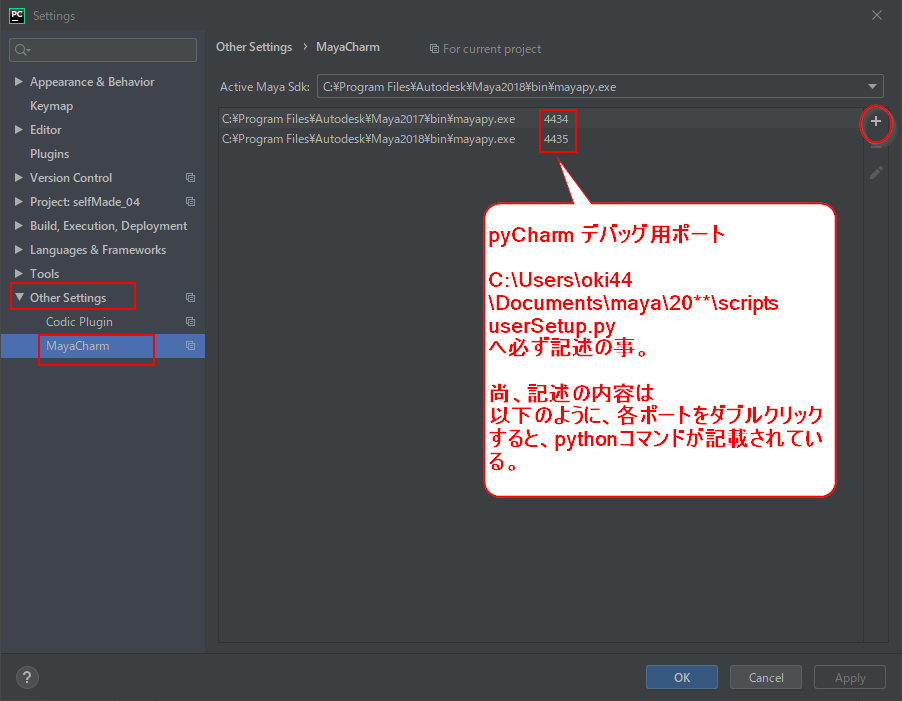 PC
Settings
Other Settings › MayaCharm
For current project
Appearance & Behavior
Keymap
Editor
Plugins
Version Control
Project: selfMade_04
Build, Execution, Deployment
Languages & Frameworks
Tools
Other Settings
Codic Plugin
MayaCharm
Active Maya Sdk: C:¥Program Files¥Autodesk¥Maya2018¥bin¥mayapy.exe
C:¥Program Files¥Autodesk¥Maya2017¥bin¥mayapy.exe 4434
C:¥Program Files¥Autodesk¥Maya2018¥bin¥mayapy.exe 4435
pyCharm デバッグ用ポート
C:\Users\oki44
\Documents\maya\20**\scripts
userSetup.py
へ必ず記述の事。
尚、記述の内容は
以下のように、各ポートをダブルクリック
すると、pythonコマンドが記載されてい
る。
?
OK
Cancel
Apply